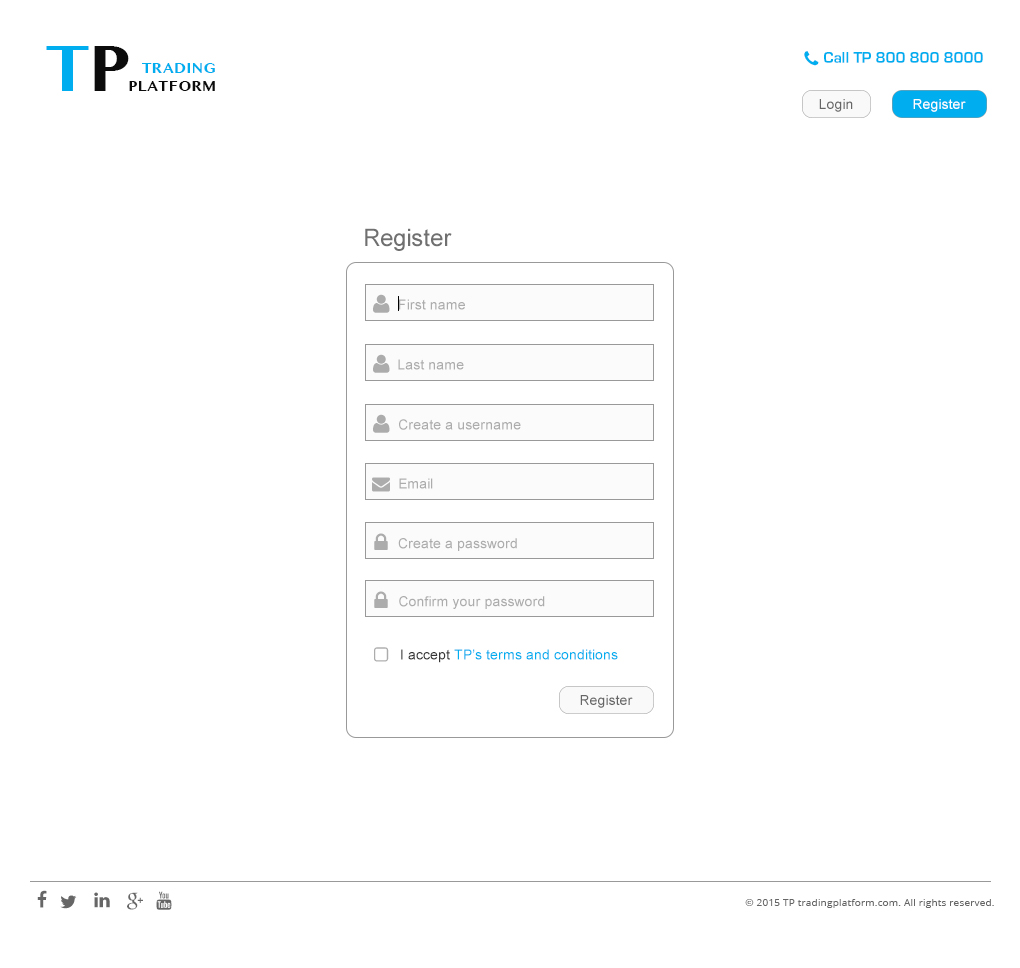 TP TRADING
PLATFORM
Call TP 800 800 8000
Login
Register
Register
First name
Last name
Create a username
Email
Create a password
Confirm your password
I accept TP's terms and conditions
Register
f in g+ You
Tube
© 2015 TP tradingplatform.com. All rights reserved.